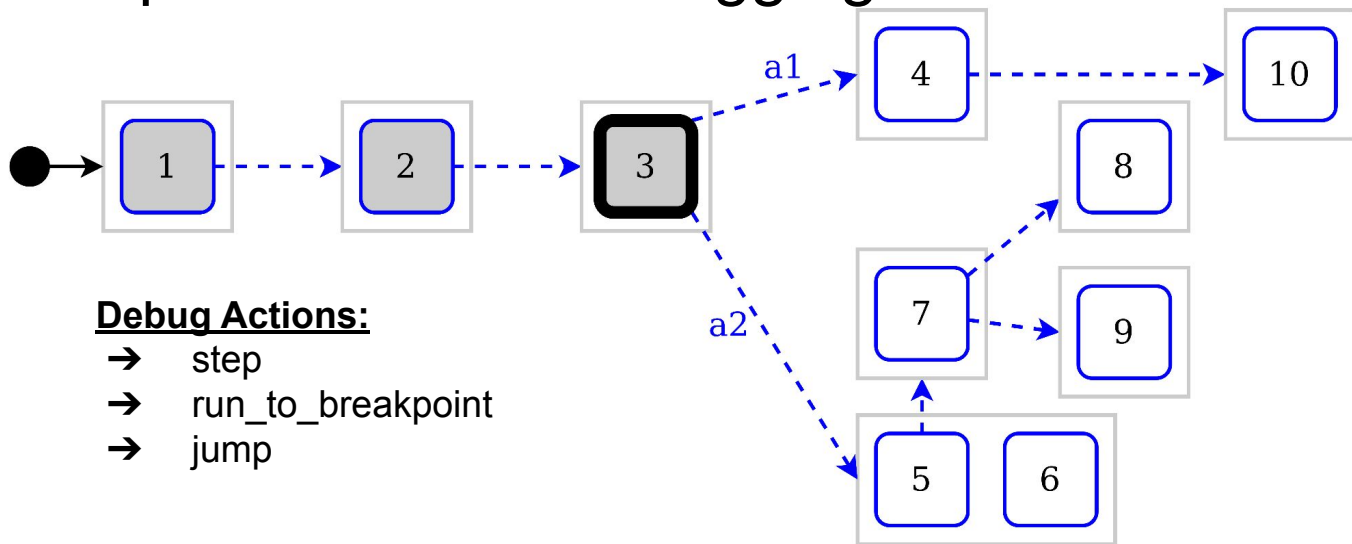 a1
4
10
1
2
3
8
7
9
a2
5
6
Debug Actions:
➔ step
➔ run_to_breakpoint
➔ jump